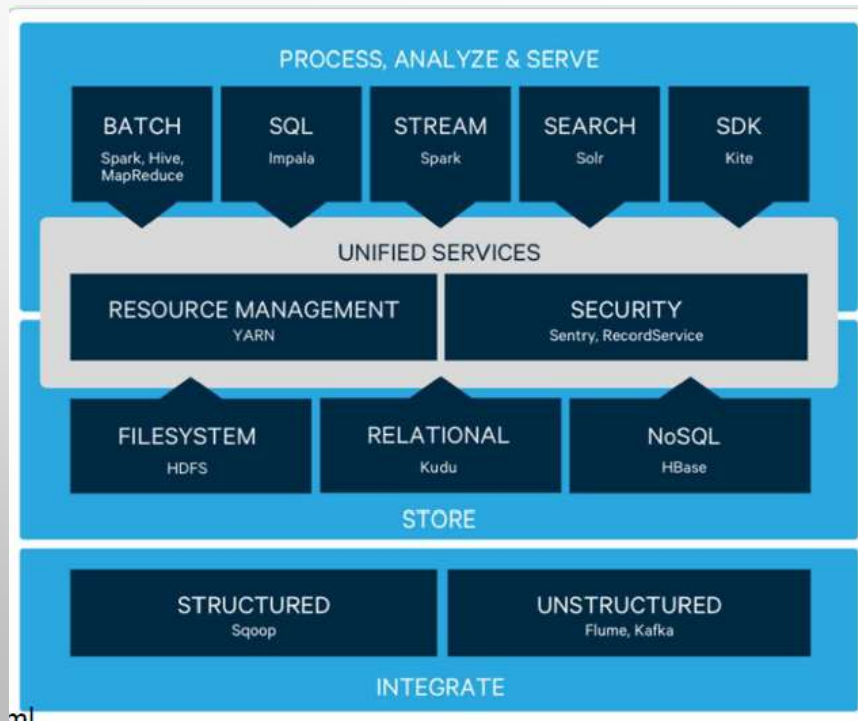 PROCESS, ANALYZE & SERVE
BATCH
Spark, Hive,
MapReduce
SQL
Impala
STREAM
Spark
SEARCH
Solr
SDK
Kite
UNIFIED SERVICES
RESOURCE MANAGEMENT
YARN
SECURITY
Sentry, RecordService
FILESYSTEM
HDFS
RELATIONAL
Kudu
NoSQL
HBase
STORE
STRUCTURED
Sqoop
UNSTRUCTURED
Flume, Kafka
INTEGRATE